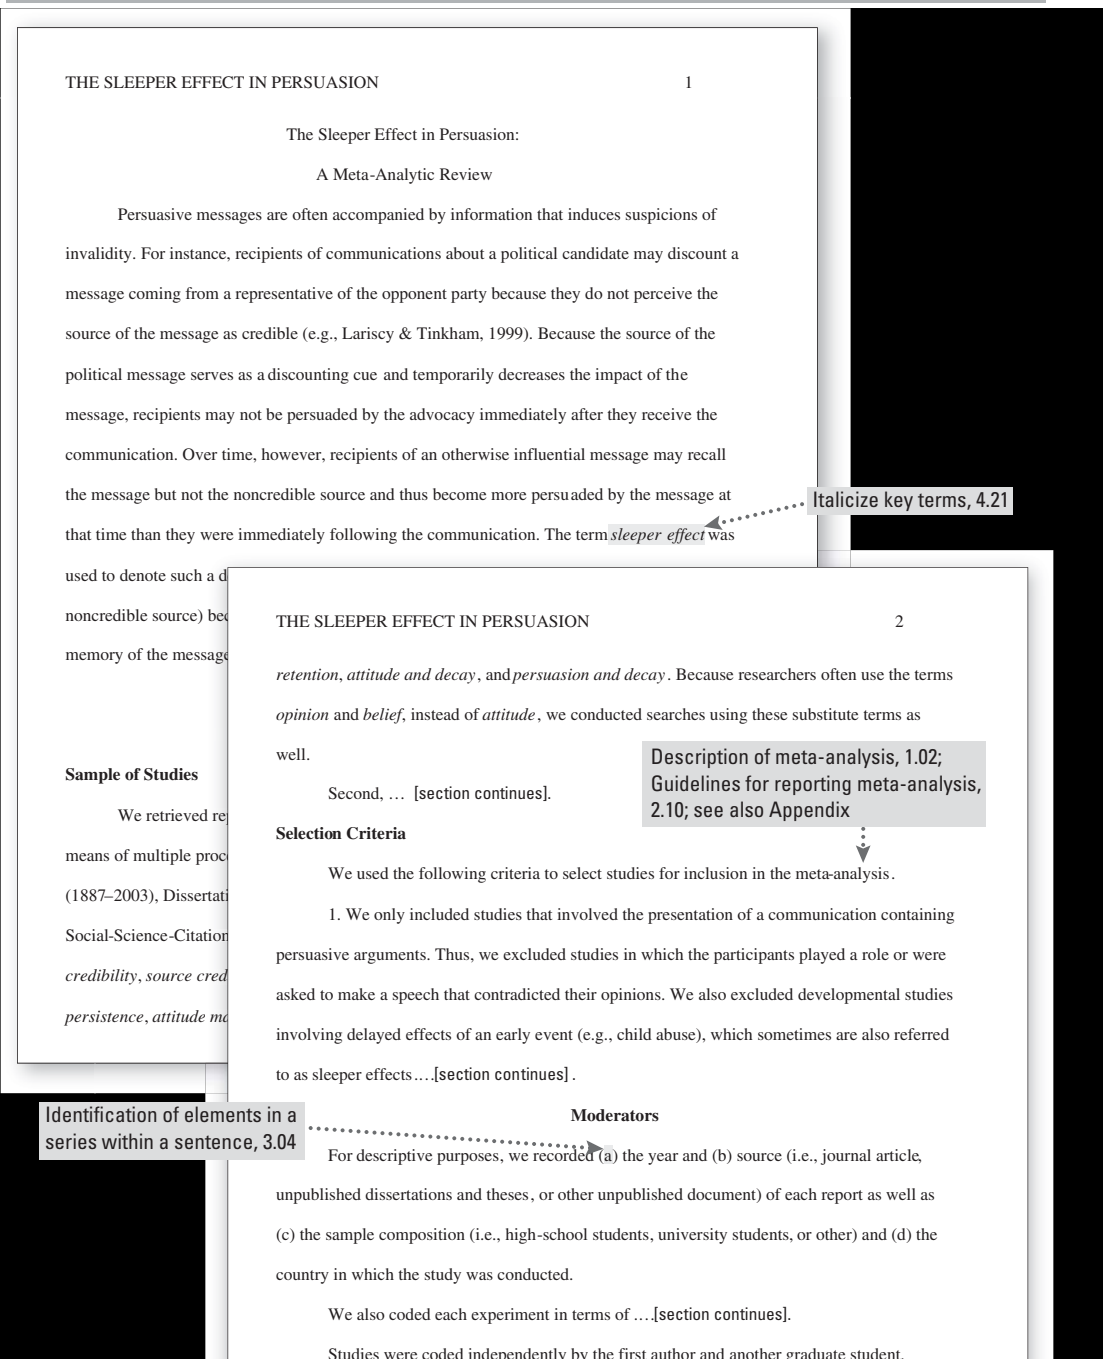 THE SLEEPER EFFECT IN PERSUASION 1
The Sleeper Effect in Persuasion:
A Meta-Analytic Review
Persuasive messages are often accompanied by information that induces suspicions of
invalidity. For instance, recipients of communications about a political candidate may discount a
message coming from a representative of the opponent party because they do not perceive the
source of the message as credible (e.g., Lariscy & Tinkham, 1999). Because the source of the
political message serves as a discounting cue and temporarily decreases the impact of the
message, recipients may not be persuaded by the advocacy immediately after they receive the
communication. Over time, however, recipients of an otherwise influential message may recall
the message but not the noncredible source and thus become more persuaded by the message at
that time than they were immediately following the communication. The term sleeper effect was
used to denote such a d
noncredible source) bec
memory of the message
Sample of Studies
We retrieved re
means of multiple proc
(1887–2003), Dissertati
Social-Science-Citation
credibility, source cred
persistence, attitude ma
Italicize key terms, 4.21
THE SLEEPER EFFECT IN PERSUASION 2
retention, attitude and decay, and persuasion and decay. Because researchers often use the terms
opinion and belief, instead of attitude, we conducted searches using these substitute terms as
well.
Second, … [section continues].
Description of meta-analysis, 1.02;
Guidelines for reporting meta-analysis,
2.10; see also Appendix
Selection Criteria
We used the following criteria to select studies for inclusion in the meta-analysis.
1. We only included studies that involved the presentation of a communication containing
persuasive arguments. Thus, we excluded studies in which the participants played a role or were
asked to make a speech that contradicted their opinions. We also excluded developmental studies
involving delayed effects of an early event (e.g., child abuse), which sometimes are also referred
to as sleeper effects….[section continues].
Moderators
Identification of elements in a
series within a sentence, 3.04
For descriptive purposes, we recorded (a) the year and (b) source (i.e., journal article,
unpublished dissertations and theses, or other unpublished document) of each report as well as
(c) the sample composition (i.e., high-school students, university students, or other) and (d) the
country in which the study was conducted.
We also coded each experiment in terms of ….[section continues].
Studies were coded independently by the first author and another graduate student.